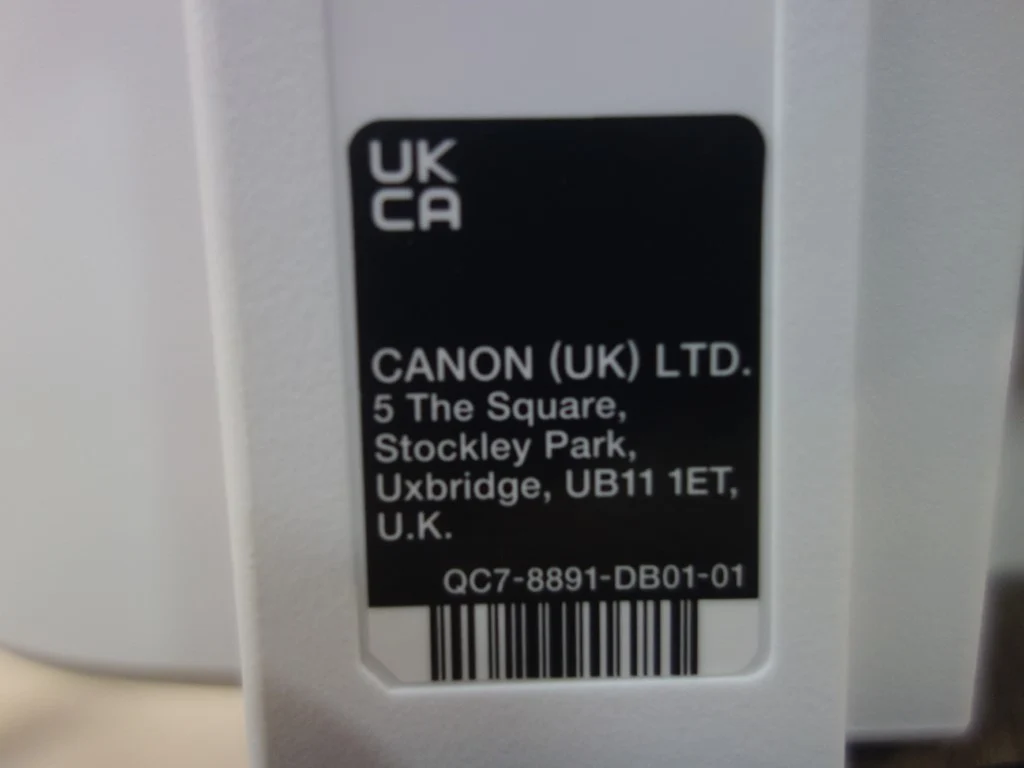 UK
CA
CANON (UK) LTD.
5 The Square,
Stockley Park,
Uxbridge, UB11 1ET,
U.K.
QC7-8891-DB01-01